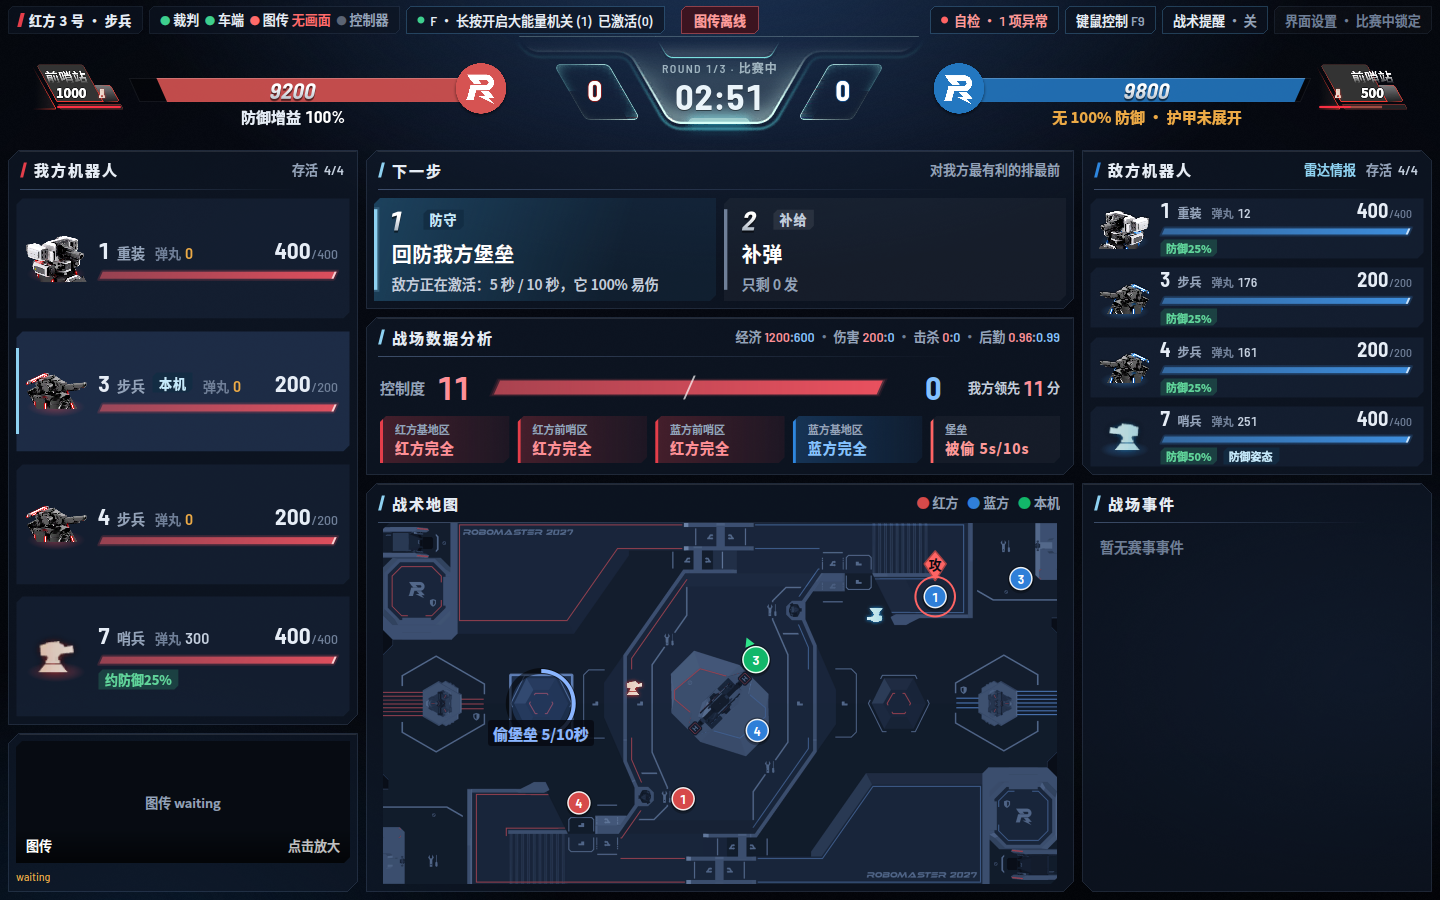 红方 3 号 · 步兵
裁判 车端 图传 无画面 控制器
F · 长按开启大能量机关 (1) 已激活(0)
图传离线
自检 · 1 项异常
键鼠控制 F9
战术提醒 · 关
界面设置 · 比赛中锁定
前哨站
1000
9200
防御增益 100%
0
ROUND 1/3 · 比赛中
02:51
0
9800
无 100% 防御 · 护甲未展开
前哨站
500
我方机器人 存活 4/4
1 重装 弹丸 0 400/400
3 步兵 本机 弹丸 0 200/200
4 步兵 弹丸 0 200/200
7 哨兵 弹丸 300 400/400
约防御25%
图传 waiting
图传 点击放大
waiting
下一步 对我方最有利的排最前
1 防守
回防我方堡垒
敌方正在激活：5 秒 / 10 秒，它 100% 易伤
2 补给
补弹
只剩 0 发
战场数据分析 经济 1200:600 · 伤害 200:0 · 击杀 0:0 · 后勤 0.96:0.99
控制度 11 0 我方领先 11 分
红方基地区
红方完全
红方前哨区
红方完全
蓝方前哨区
红方完全
蓝方基地区
蓝方完全
堡垒
被偷 5s/10s
战术地图 红方 蓝方 本机
ROBOMASTER 2027
攻
1
3
3
4
偷堡垒 5/10秒
4
1
ROBOMASTER 2027
敌方机器人 雷达情报 存活 4/4
1 重装 弹丸 12 400/400
防御25%
3 步兵 弹丸 176 200/200
防御25%
4 步兵 弹丸 161 200/200
防御25%
7 哨兵 弹丸 251 400/400
防御50% 防御姿态
战场事件
暂无赛事事件